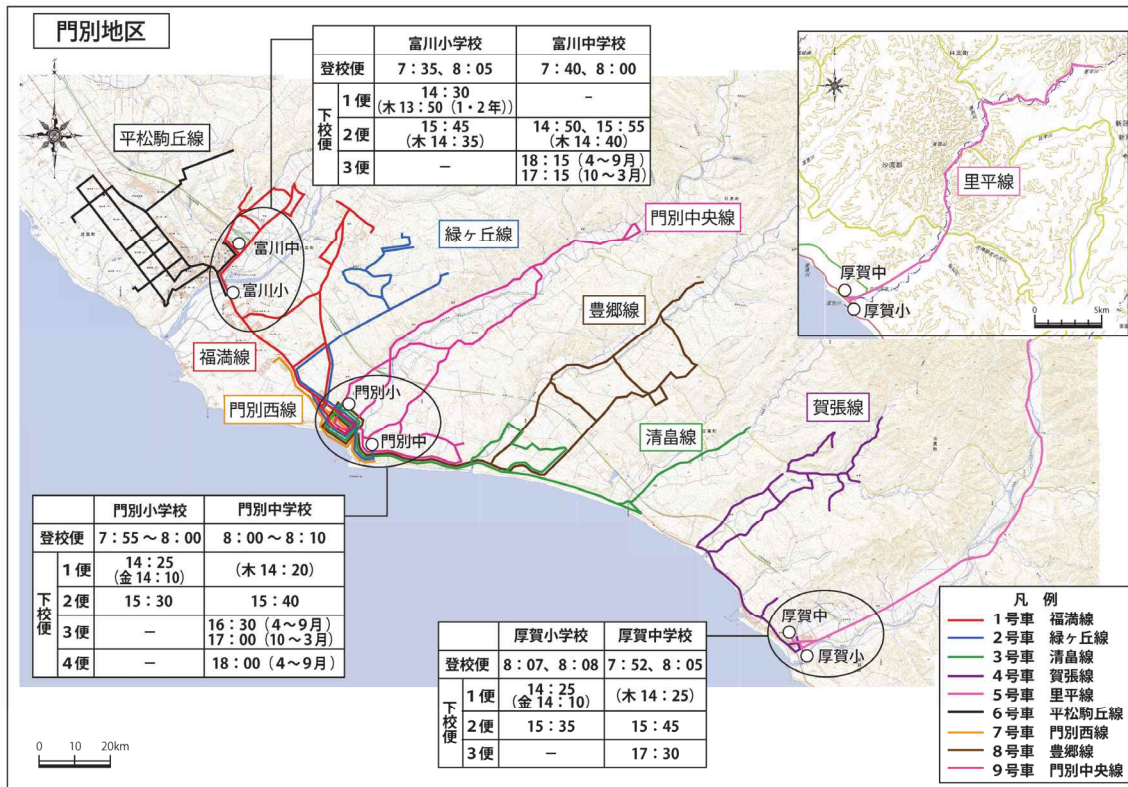 門別地区
富川小学校 富川中学校
登校便 7：35、8：05 7：40、8：00
下校便
1便 14：30 －
(木 13：50（1・2年）)
2便 15：45 14：50、15：55
（木 14：35） （木 14：40）
3便 － 18：15（4～9月）
17：15（10～3月）
平松駒丘線
富川中
富川小
緑ヶ丘線
門別中央線
福満線
門別西線
門別小
門別中
豊郷線
清畠線
賀張線
厚賀中
厚賀小
里平線
厚賀中
厚賀小
0 5km
門別小学校 門別中学校
登校便 7：55～8：00 8：00～8：10
下校便
1便 14：25 （木 14：20）
（金 14：10）
2便 15：30 15：40
3便 － 16：30（4～9月）
17：00（10～3月）
4便 － 18：00（4～9月）
厚賀小学校 厚賀中学校
登校便 8：07、8：08 7：52、8：05
下校便
1便 14：25 （木 14：25）
（金 14：10）
2便 15：35 15：45
3便 － 17：30
凡 例
1号車 福満線
2号車 緑ヶ丘線
3号車 清畠線
4号車 賀張線
5号車 里平線
6号車 平松駒丘線
7号車 門別西線
8号車 豊郷線
9号車 門別中央線
0 10 20km